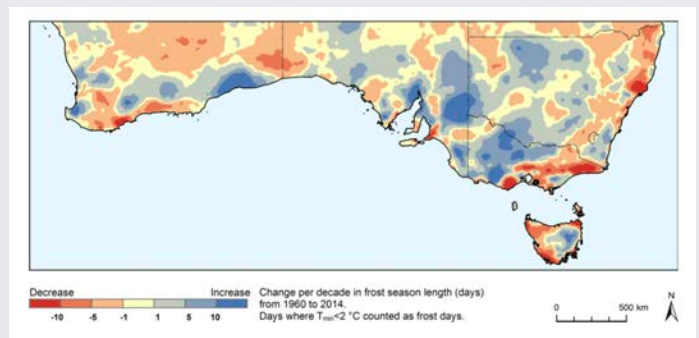 Decrease Increase
-10 -5 -1 1 5 10
Change per decade in frost season length (days)
from 1960 to 2014.
Days where Tmin<2 °C counted as frost days.
N
0 500 km